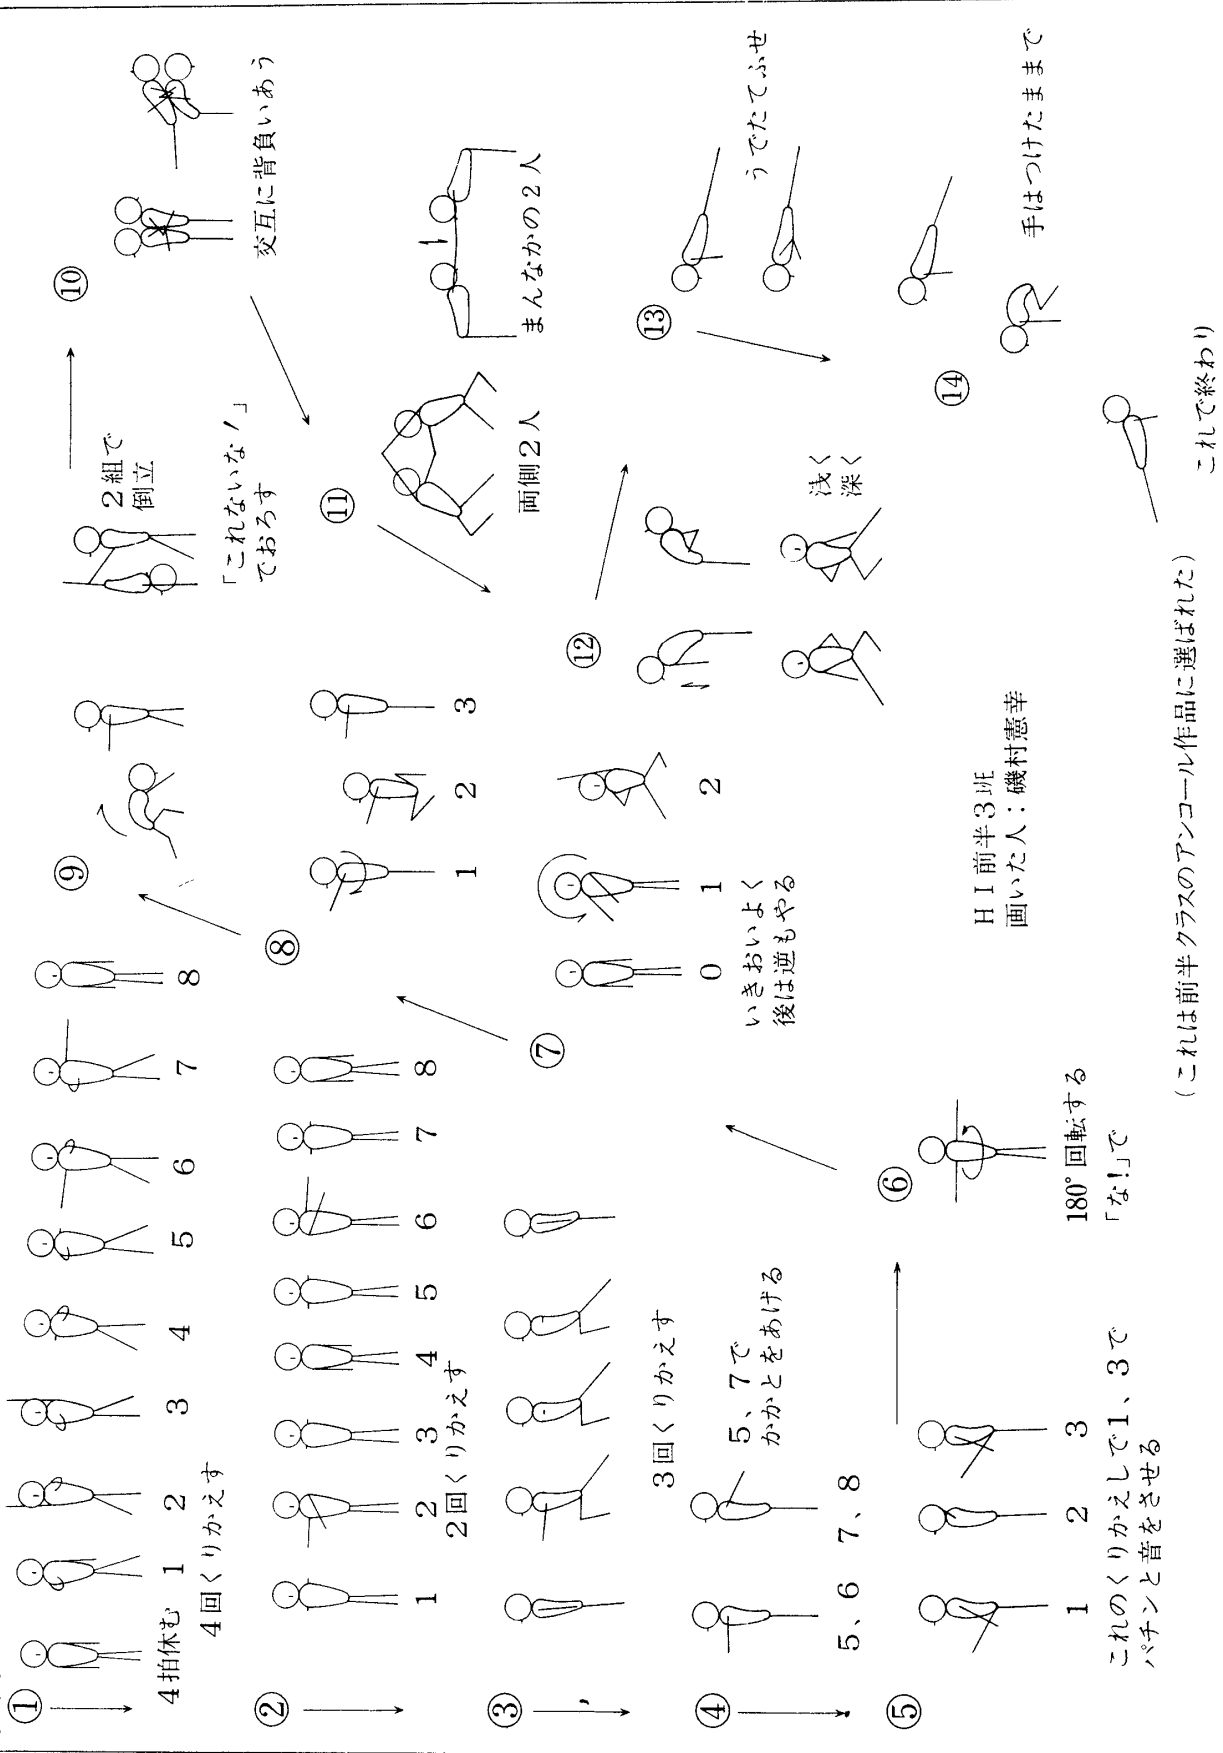 ①
4拍休む 1 2 3 4 5 6 7 8
4回くりかえす
②
1 2 3 4 5 6 7 8
2回くりかえす
③
3回くりかえす
④
5、6 7、8
5、7で
かかとをあげる
⑤
1 2 3
これのくりかえしで1、3で
パチンと音をさせる
⑥
180°回転する
「な!」で
⑦
0 1 2
いきおいよく
後は逆もやる
⑧
1 2 3
⑨
2組で
倒立
「これないな!」
でおろす
⑩
交互に背負いあう
⑪
両側2人
まんなかの2人
⑫
浅く
深く
⑬
うでたてふせ
⑭
手はつけたままで
これで終わり
HI前半3班
画いた人:磯村憲幸
(これは前半クラスのアンコール作品に選ばれた)